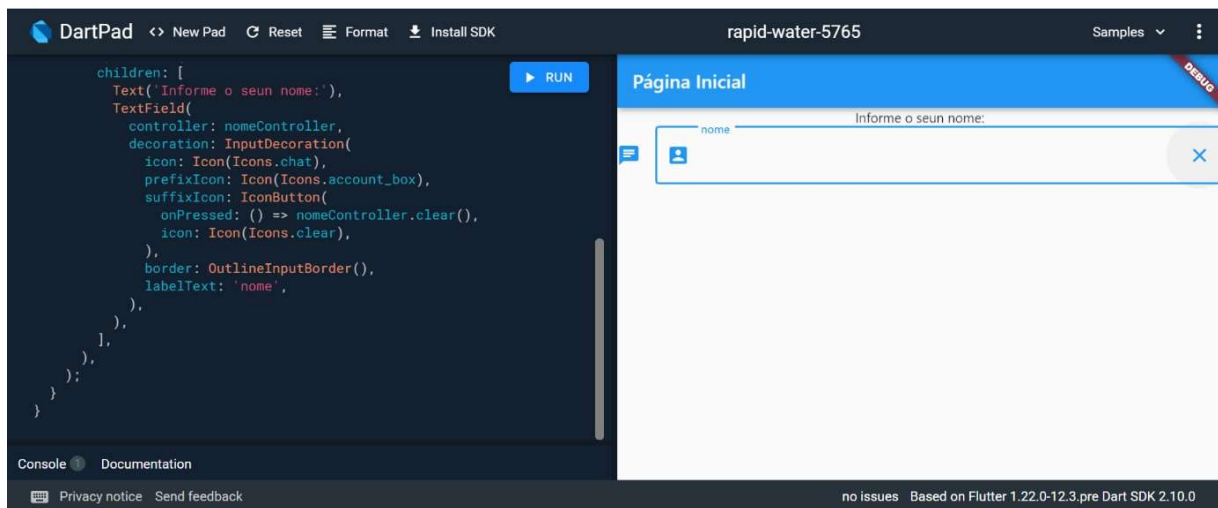 DartPad <> New Pad Reset Format Install SDK rapid-water-5765 Samples
children: [
Text('Informe o seun nome:'),
TextField(
controller: nomeController,
decoration: InputDecoration(
icon: Icon(Icons.chat),
prefixIcon: Icon(Icons.account_box),
suffixIcon: IconButton(
onPressed: () => nomeController.clear(),
icon: Icon(Icons.clear),
),
border: OutlineInputBorder(),
labelText: 'nome',
),
),
],
),
);
}
}
RUN
Página Inicial
DEBUG
Informe o seun nome:
nome
Console 1 Documentation
Privacy notice Send feedback
no issues Based on Flutter 1.22.0-12.3.pre Dart SDK 2.10.0